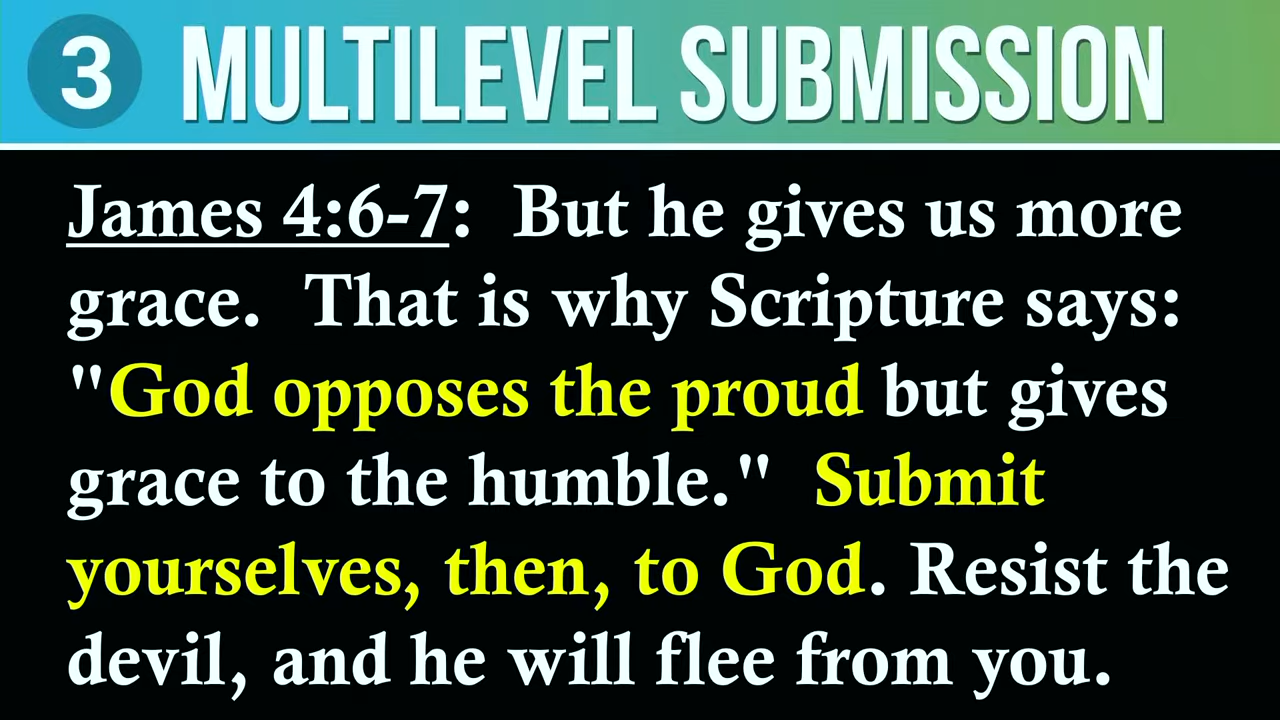 3 MULTILEVEL SUBMISSION
James 4:6-7:  But he gives us more
grace.  That is why Scripture says:
"God opposes the proud but gives
grace to the humble."  Submit
yourselves, then, to God. Resist the
devil, and he will flee from you.